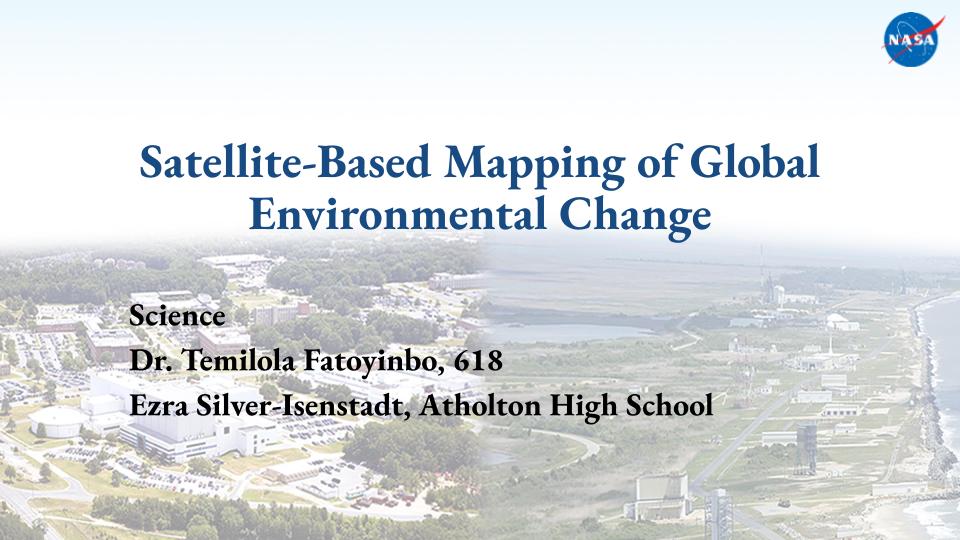 NASA
Satellite-Based Mapping of Global
Environmental Change
Science
Dr. Temilola Fatoyinbo, 618
Ezra Silver-Isenstadt, Atholton High School